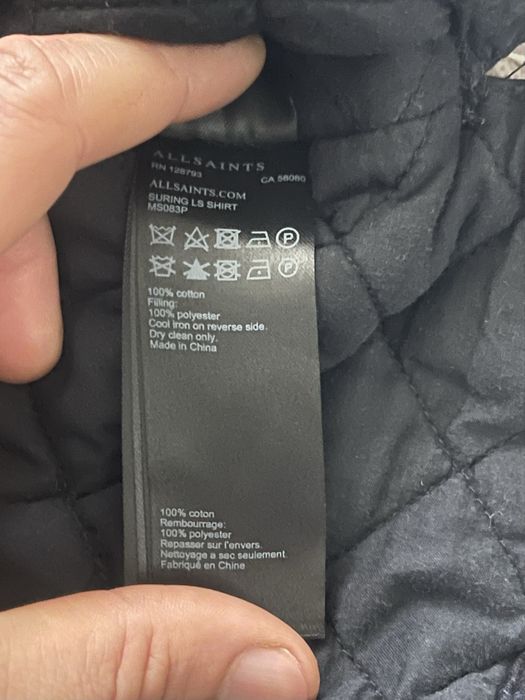 ALLSAINTS
RN 128793 CA 56080
ALLSAINTS.COM
SURING LS SHIRT
MS083P
P
P
100% cotton
Filling:
100% polyester
Cool iron on reverse side.
Dry clean only.
Made in China
100% coton
Rembourrage:
100% polyester
Repasser sur l'envers.
Nettoyage a sec seulement
Fabriqué en Chine